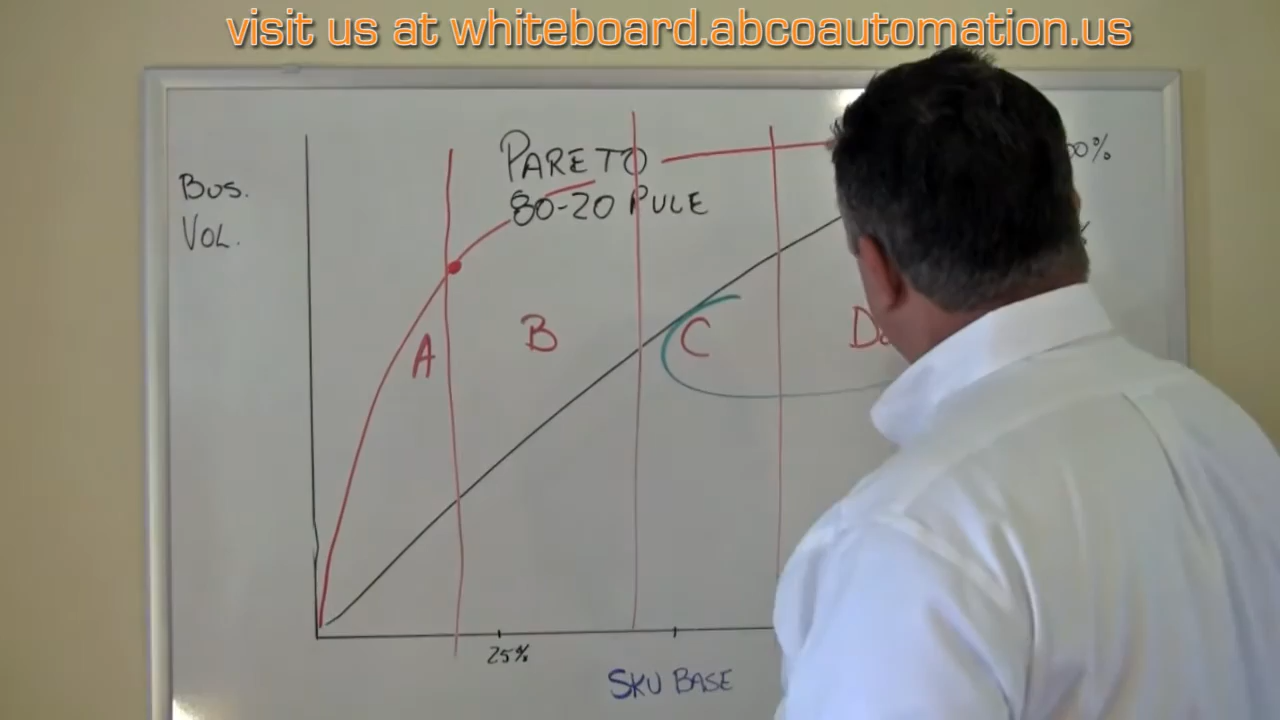 visit us at whiteboard.abcoautomation.us
PARETO
80-20 PULE
BUS.
VOL.
A
B
C
25%
SKU BASE